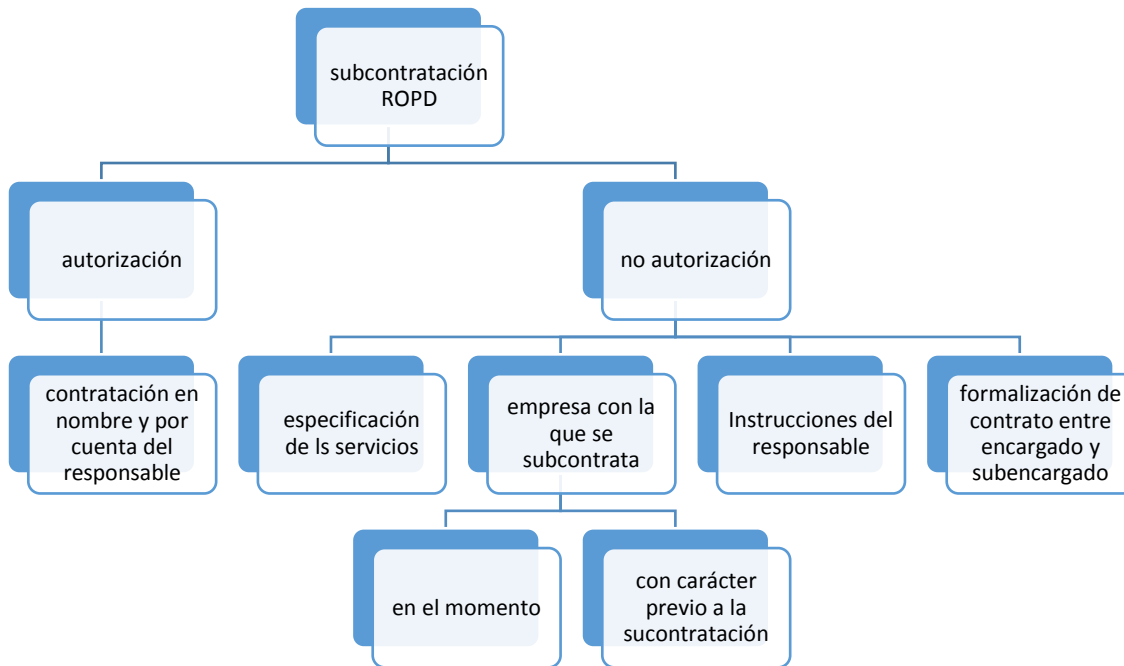 subcontratación
ROPD
autorización
no autorización
contratación en
nombre y por
cuenta del
responsable
especificación
de ls servicios
empresa con la
que se
subcontrata
Instrucciones del
responsable
formalización de
contrato entre
encargado y
subencargado
en el momento
con carácter
previo a la
sucontratación